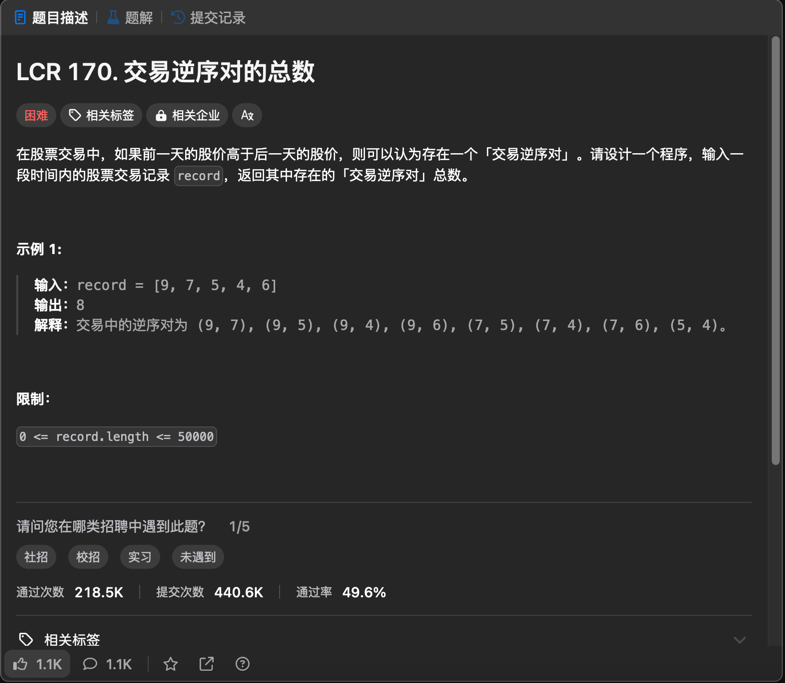 题目描述 题解 提交记录
LCR 170. 交易逆序对的总数
困难 相关标签 相关企业 Ax
在股票交易中，如果前一天的股价高于后一天的股价，则可以认为存在一个「交易逆序对」。请设计一个程序，输入一
段时间内的股票交易记录 record，返回其中存在的「交易逆序对」总数。
示例 1:
输入：record = [9, 7, 5, 4, 6]
输出：8
解释：交易中的逆序对为 (9, 7), (9, 5), (9, 4), (9, 6), (7, 5), (7, 4), (7, 6), (5, 4)。
限制：
0 <= record.length <= 50000
请问您在哪类招聘中遇到此题？ 1/5
社招 校招 实习 未遇到
通过次数 218.5K 提交次数 440.6K 通过率 49.6%
相关标签
1.1K 1.1K